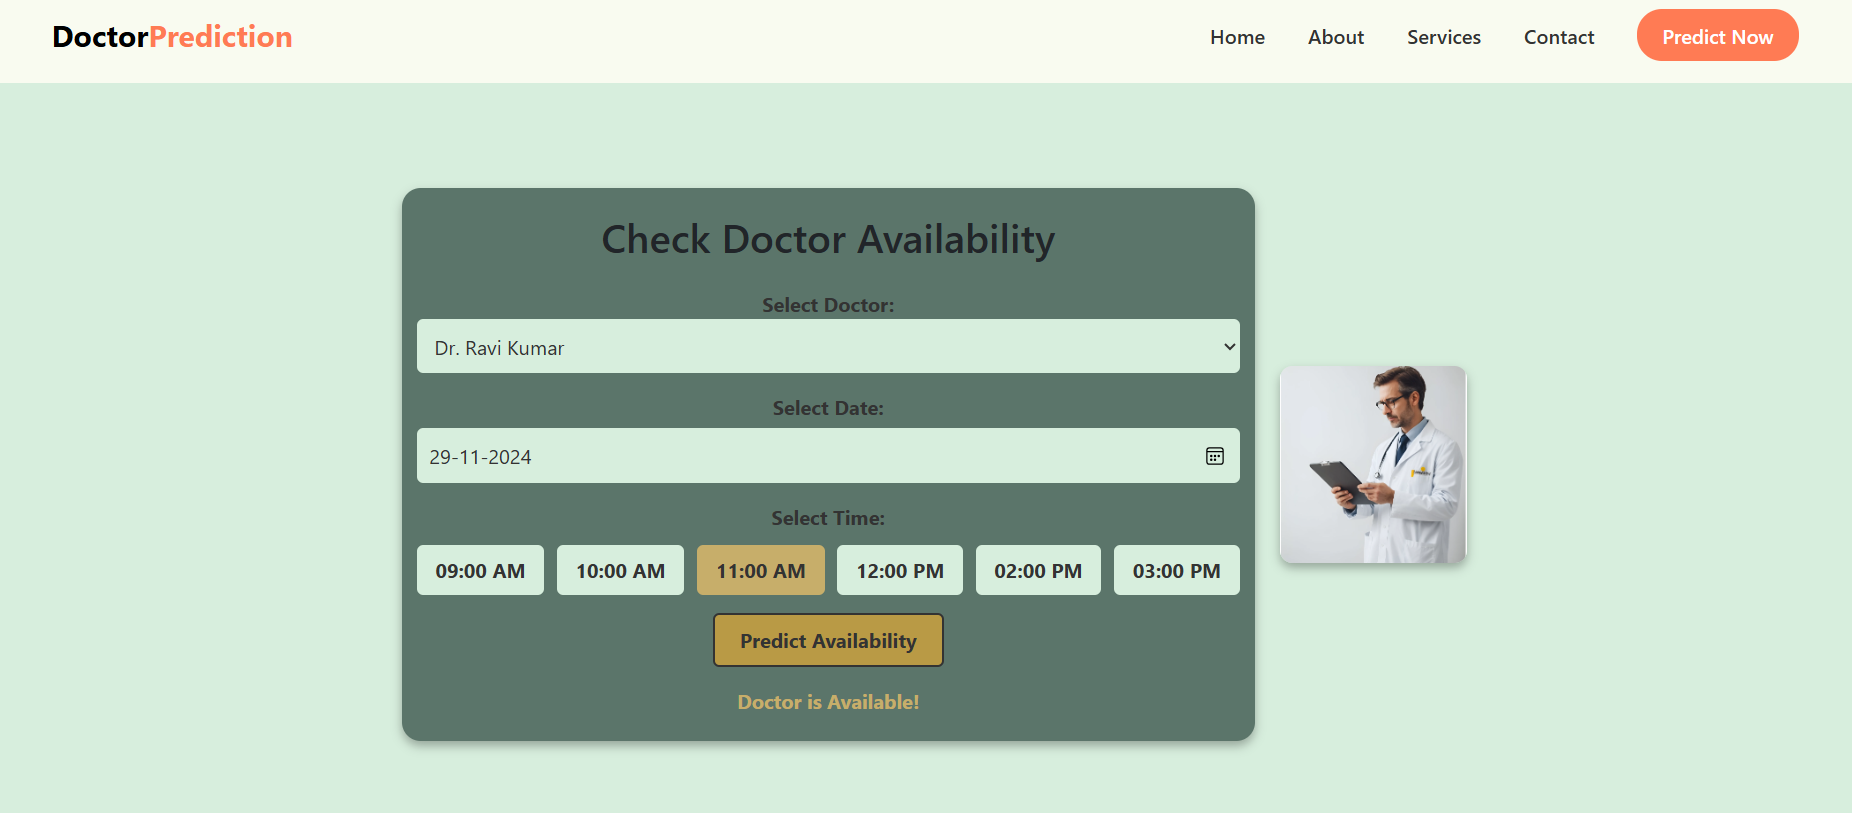 DoctorPrediction
Home About Services Contact Predict Now
Check Doctor Availability
Select Doctor:
Dr. Ravi Kumar
Select Date:
29-11-2024
Select Time:
09:00 AM 10:00 AM 11:00 AM 12:00 PM 02:00 PM 03:00 PM
Predict Availability
Doctor is Available!